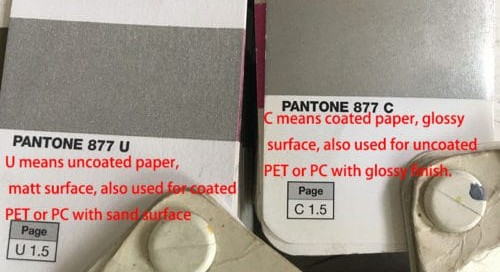 PANTONE 877 U
U means uncoated paper,
matt surface, also used for coated
PET or PC with sand surface
Page
U 1.5
PANTONE 877 C
C means coated paper, glossy
surface, also used for uncoated
PET or PC with glossy finish.
Page
C 1.5